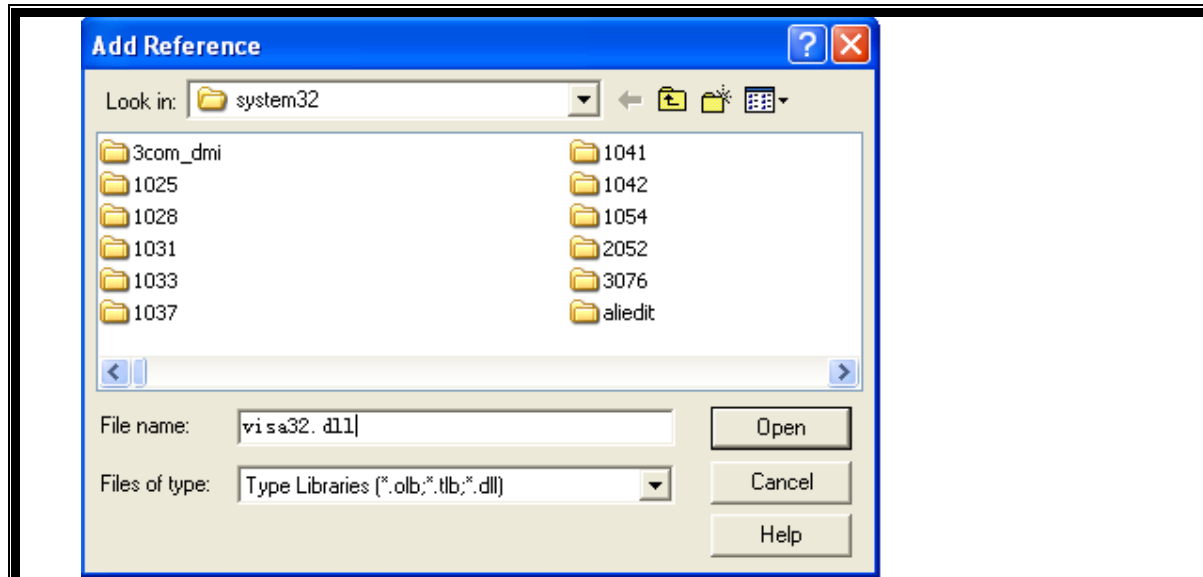 Add Reference
Look in: system32
3com_dmi
1025
1028
1031
1033
1037
1041
1042
1054
2052
3076
aliedit
File name: visa32.dll
Open
Files of type: Type Libraries (*.olb;*.tlb;*.dll)
Cancel
Help